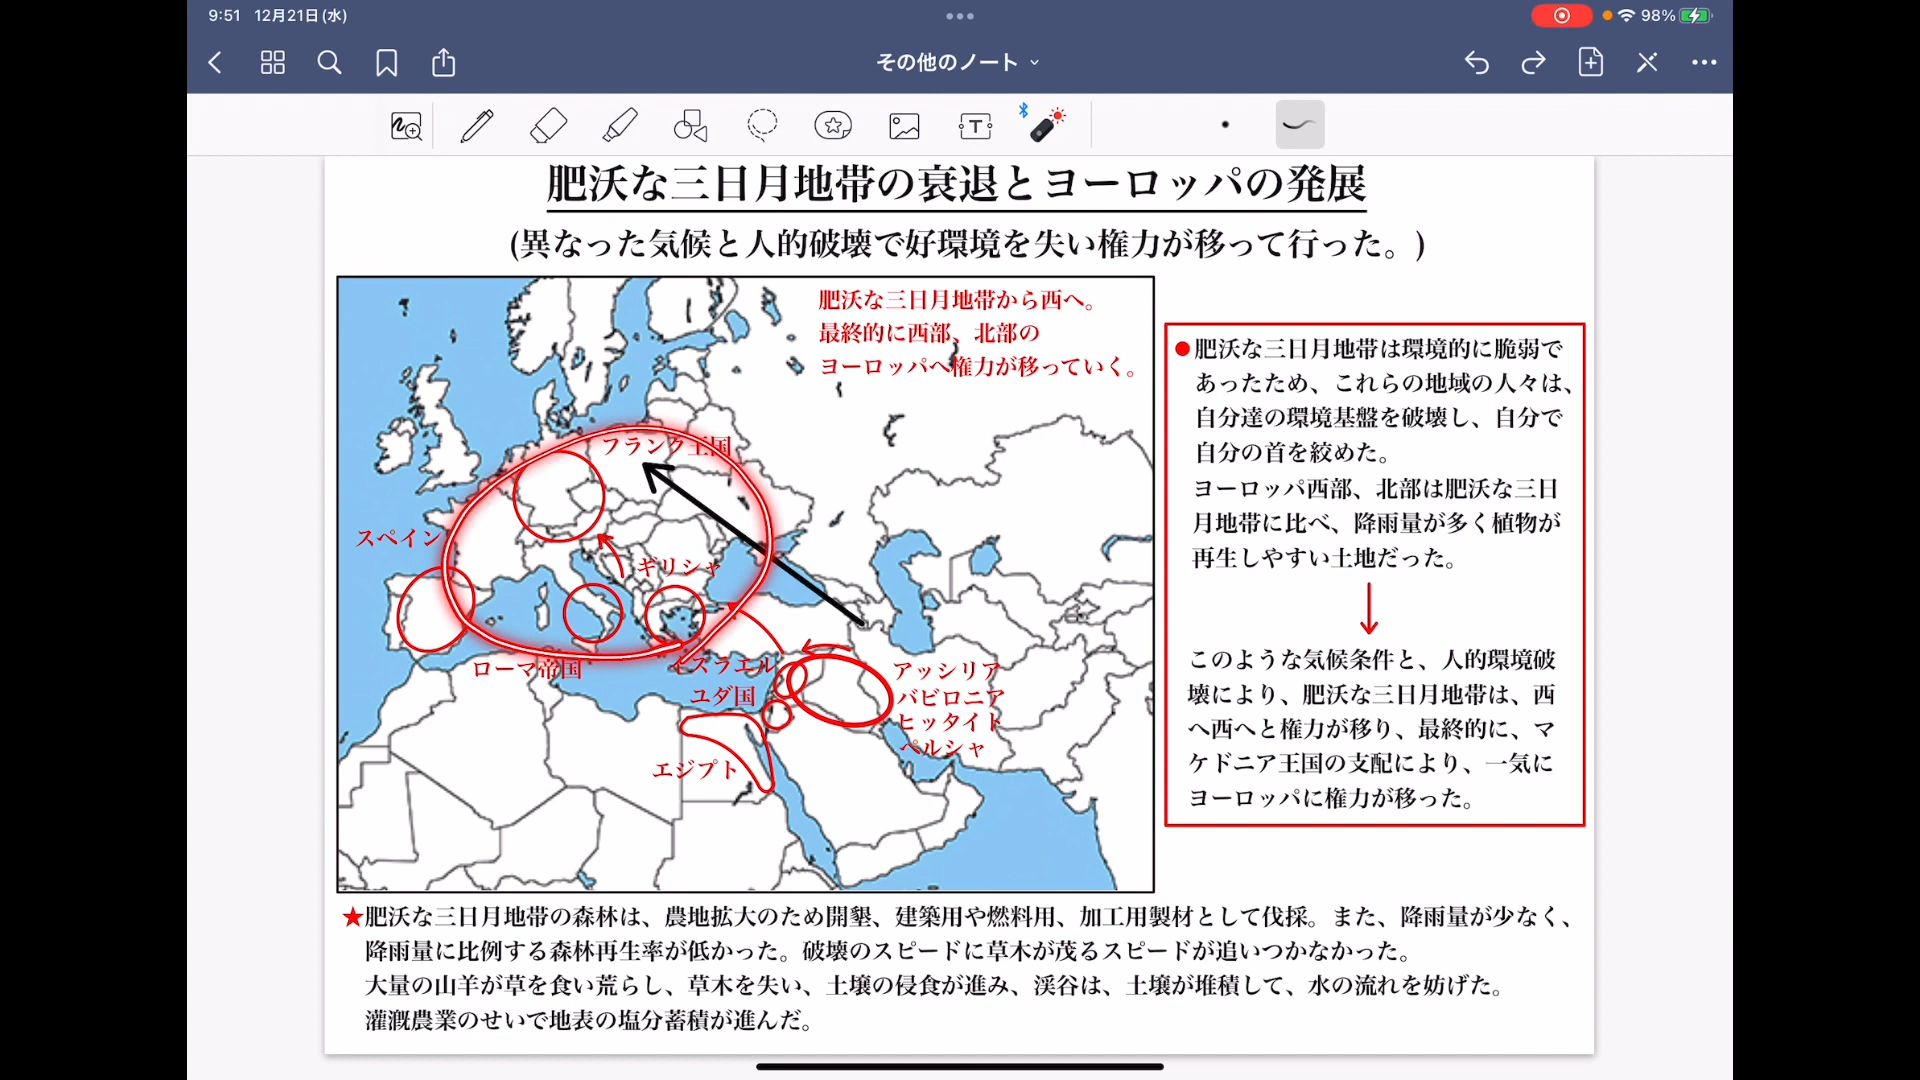 9:51 12月21日(水)
98%
その他のノート
T
肥沃な三日月地帯の衰退とヨーロッパの発展
(異なった気候と人的破壊で好環境を失い権力が移って行った。)
肥沃な三日月地帯から西へ。
最終的に西部、北部の
ヨーロッパへ権力が移っていく。
フランク王国
スペイン
ギリシャ
ローマ帝国
イスラエル
ユダ国
エジプト
アッシリア
バビロニア
ヒッタイト
ペルシャ
●肥沃な三日月地帯は環境的に脆弱で
あったため、これらの地域の人々は、
自分達の環境基盤を破壊し、自分で
自分の首を絞めた。
ヨーロッパ西部、北部は肥沃な三日
月地帯に比べ、降雨量が多く植物が
再生しやすい土地だった。
このような気候条件と、人的環境破
壊により、肥沃な三日月地帯は、西
へ西へと権力が移り、最終的に、マ
ケドニア王国の支配により、一気に
ヨーロッパに権力が移った。
★肥沃な三日月地帯の森林は、農地拡大のため開墾、建築用や燃料用、加工用製材として伐採。また、降雨量が少なく、
降雨量に比例する森林再生率が低かった。破壊のスピードに草木が茂るスピードが追いつかなかった。
大量の山羊が草を食い荒らし、草木を失い、土壌の侵食が進み、渓谷は、土壌が堆積して、水の流れを妨げた。
灌漑農業のせいで地表の塩分蓄積が進んだ。